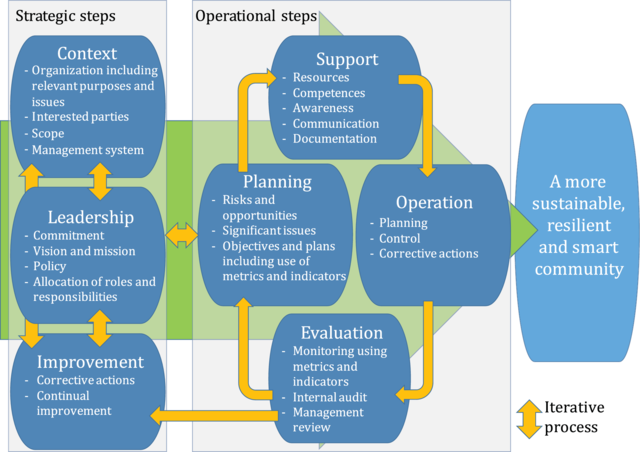 Strategic steps
Context
- Organization including
relevant purposes and
issues
- Interested parties
- Scope
- Management system
Leadership
- Commitment
- Vision and mission
- Policy
- Allocation of roles and
responsibilities
Improvement
- Corrective actions
- Continual
improvement
Operational steps
Support
- Resources
- Competences
- Awareness
- Communication
- Documentation
Planning
- Risks and
opportunities
- Significant issues
- Objectives and plans
including use of
metrics and indicators
Operation
- Planning
- Control
- Corrective actions
Evaluation
- Monitoring using
metrics and
indicators
- Internal audit
- Management
review
A more
sustainable,
resilient
and smart
community
Iterative
process